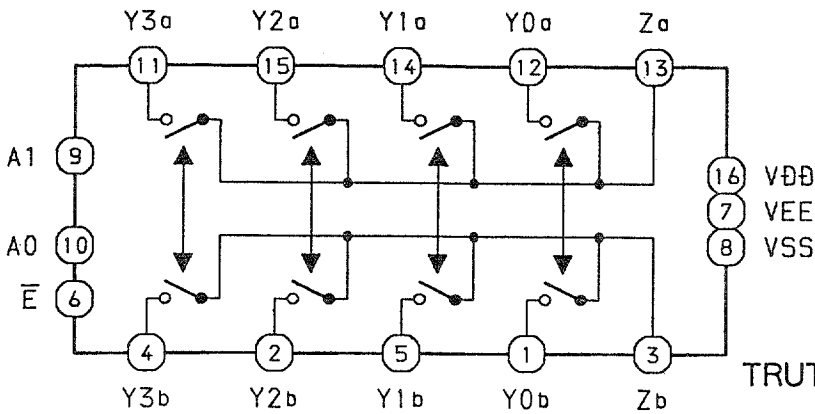 Y3a Y2a Y1a Y0a Za
11 15 14 12 13
A1 9
16 VDD
7 VEE
A0 10
8 VSS
E 6
4 2 5 1 3
TRUT
Y3b Y2b Y1b Y0b Zb